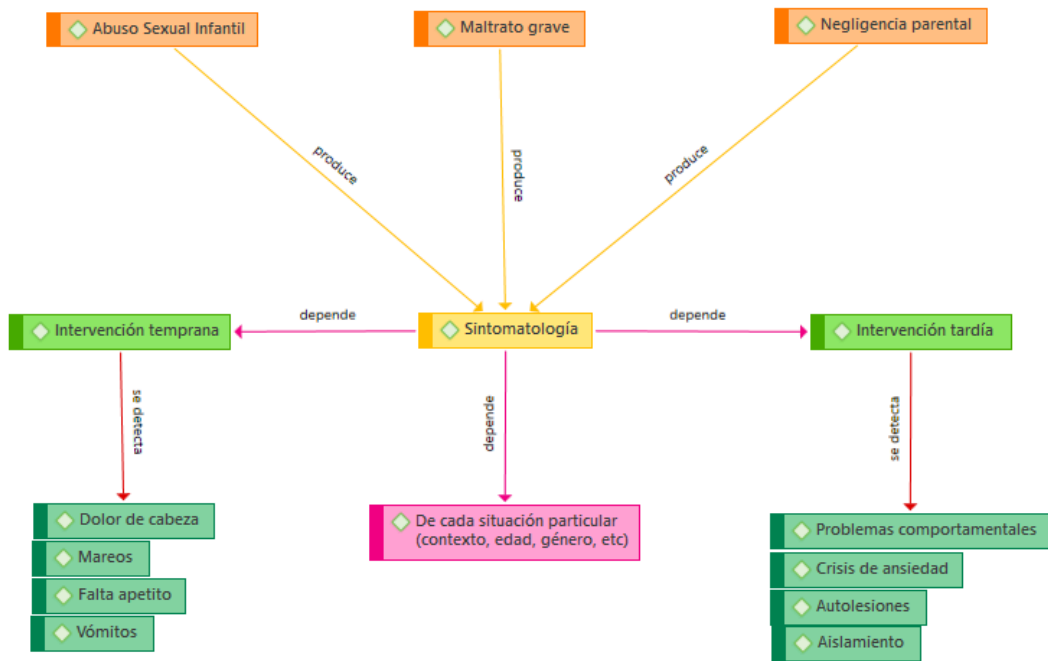 Abuso Sexual Infantil
Maltrato grave
Negligencia parental
produce
produce
produce
Intervención temprana
depende
Sintomatología
depende
Intervención tardía
se detecta
depende
se detecta
Dolor de cabeza
Mareos
Falta apetito
Vómitos
De cada situación particular
(contexto, edad, género, etc)
Problemas comportamentales
Crisis de ansiedad
Autolesiones
Aislamiento